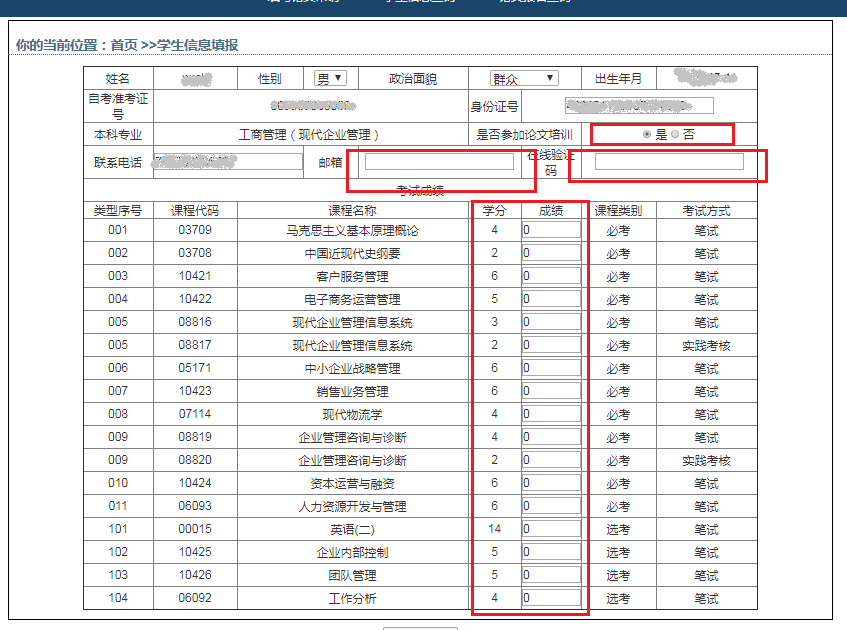 你的当前位置：首页 >>学生信息填报
姓名 性别 男 政治面貌 群众 出生年月
自考准考证号 身份证号
本科专业 工商管理（现代企业管理） 是否参加论文培训 是 否
联系电话 邮箱 在线验证码
考试成绩
类型序号 课程代码 课程名称 学分 成绩 课程类别 考试方式
001 03709 马克思主义基本原理概论 4 0 必考 笔试
002 03708 中国近现代史纲要 2 0 必考 笔试
003 10421 客户服务管理 6 0 必考 笔试
004 10422 电子商务运营管理 5 0 必考 笔试
005 08816 现代企业管理信息系统 3 0 必考 笔试
005 08817 现代企业管理信息系统 2 0 必考 实践考核
006 05171 中小企业战略管理 6 0 必考 笔试
007 10423 销售业务管理 6 0 必考 笔试
008 07114 现代物流学 4 0 必考 笔试
009 08819 企业管理咨询与诊断 4 0 必考 笔试
009 08820 企业管理咨询与诊断 2 0 必考 实践考核
010 10424 资本运营与融资 6 0 必考 笔试
011 06093 人力资源开发与管理 6 0 必考 笔试
101 00015 英语(二) 14 0 选考 笔试
102 10425 企业内部控制 5 0 选考 笔试
103 10426 团队管理 5 0 选考 笔试
104 06092 工作分析 4 0 选考 笔试